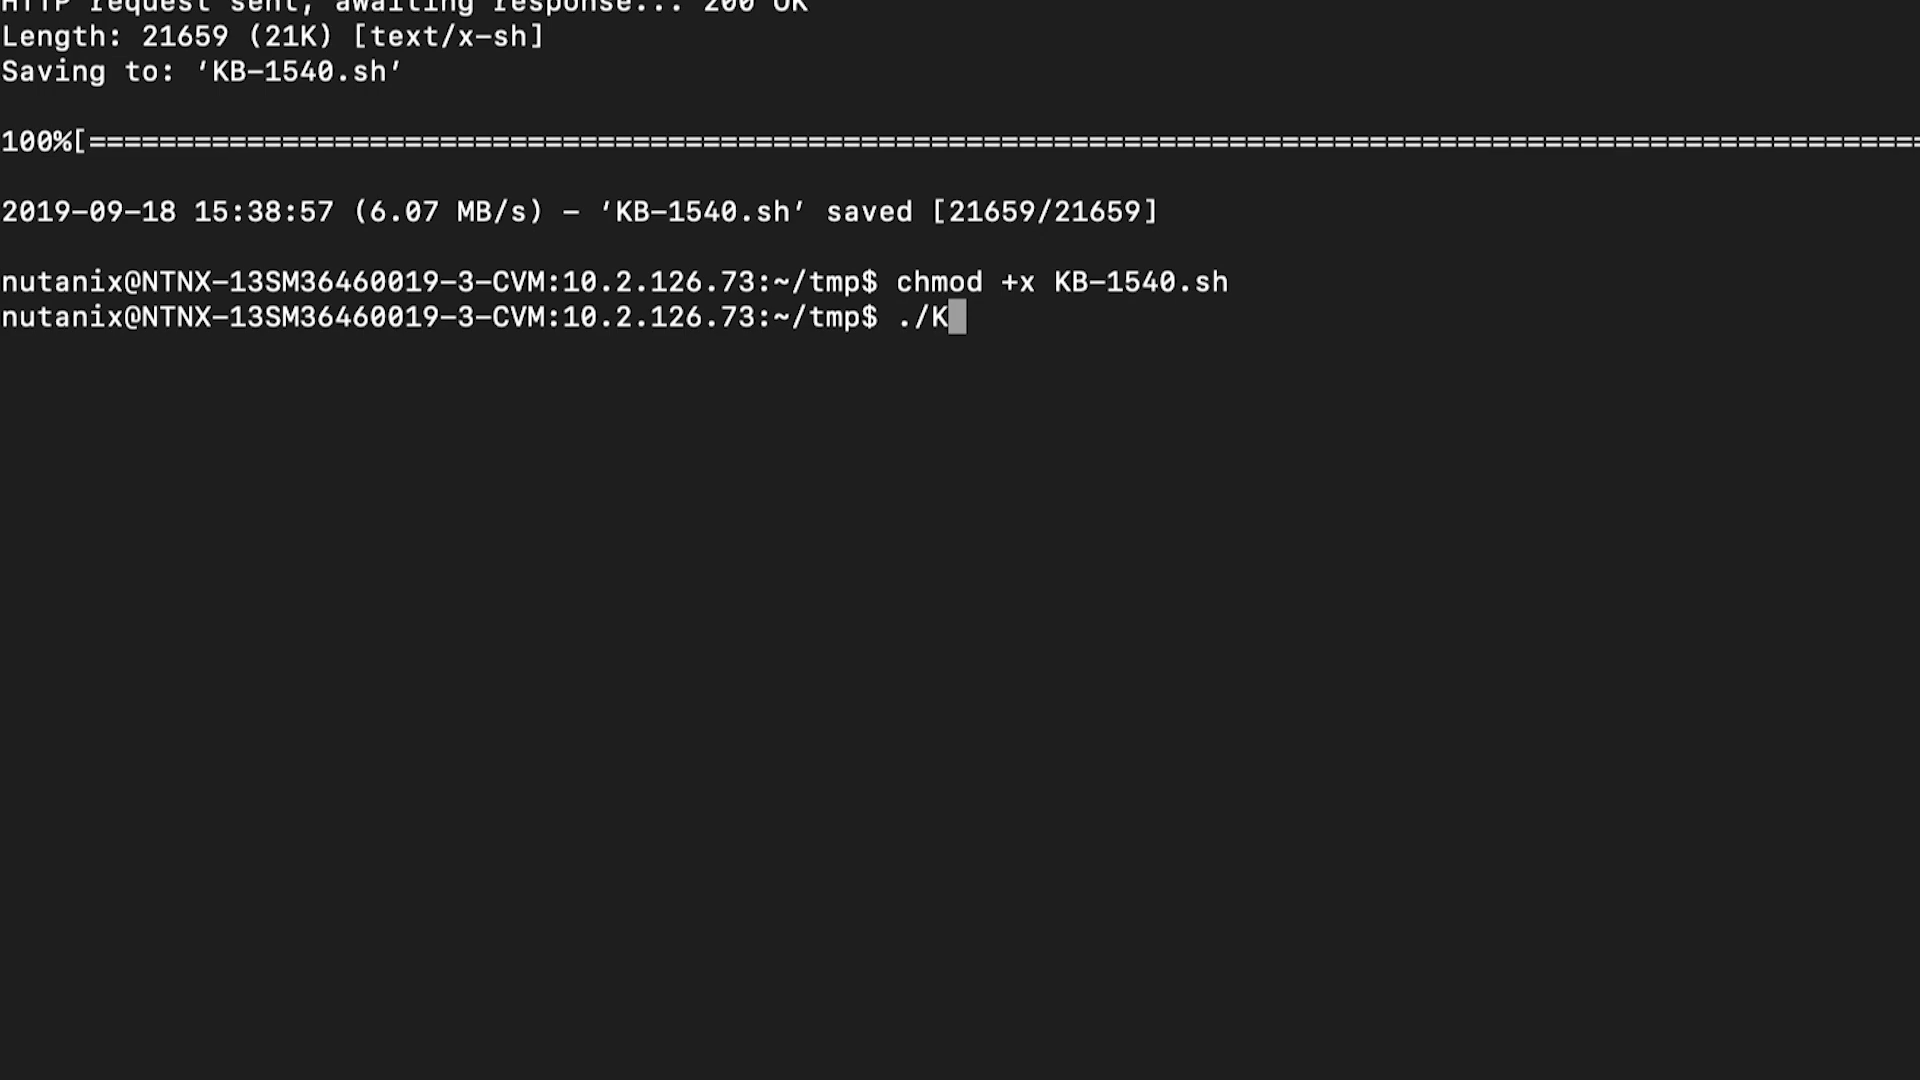 HTTP request sent, awaiting response... 200 OK
Length: 21659 (21K) [text/x-sh]
Saving to: ‘KB-1540.sh’
100%[=========================================================================================================
2019-09-18 15:38:57 (6.07 MB/s) - ‘KB-1540.sh’ saved [21659/21659]
nutanix@NTNX-13SM36460019-3-CVM:10.2.126.73:~/tmp$ chmod +x KB-1540.sh
nutanix@NTNX-13SM36460019-3-CVM:10.2.126.73:~/tmp$ ./K